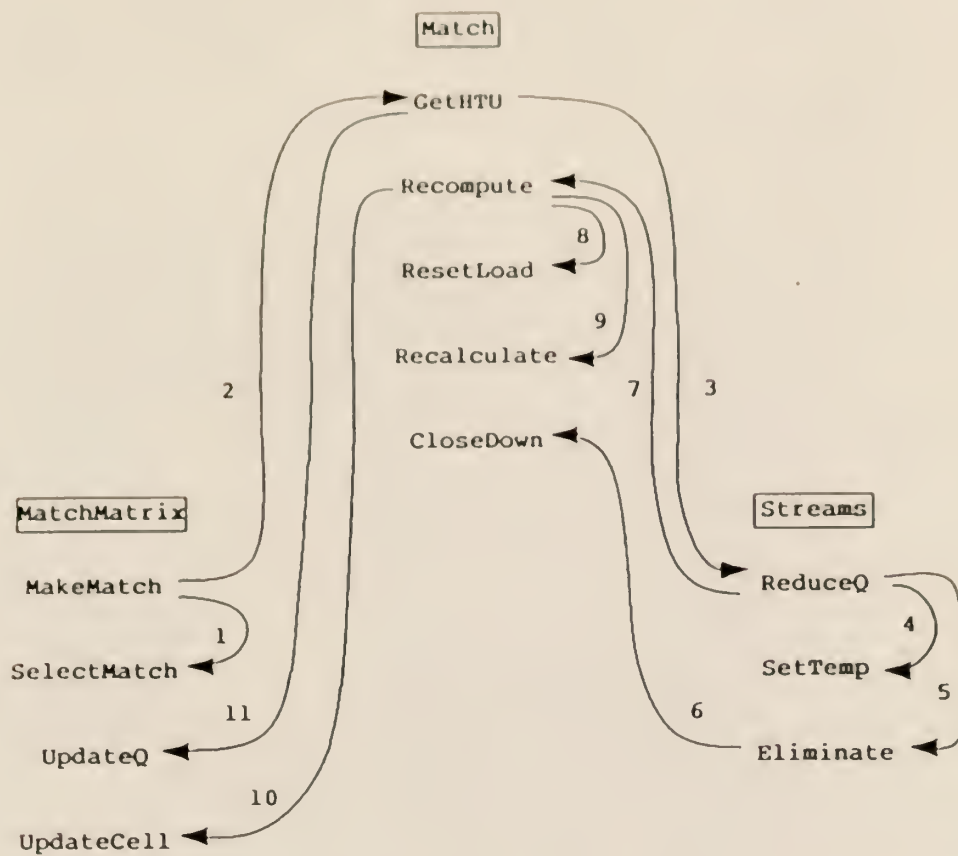 Match
GetHTU
Recompute
8
ResetLoad
9
Recalculate
2
7
3
CloseDown
MatchMatrix
Streams
MakeMatch
ReduceQ
1
4
SelectMatch
SetTemp
5
11
6
UpdateQ
Eliminate
10
UpdateCell